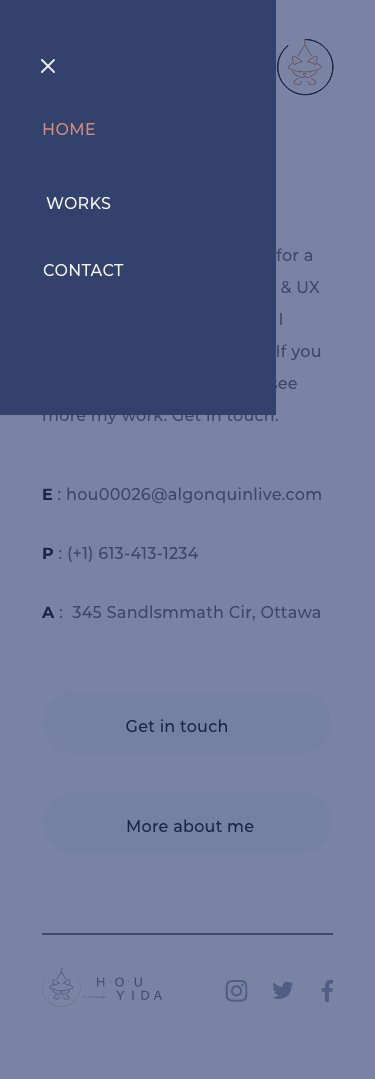 HOME
WORKS
for a
& UX
CONTACT
I
If you
see
more my work. Get in touch.
E : hou00026@algonquinlive.com
P : (+1) 613-413-1234
A : 345 Sandlsmmath Cir, Ottawa
Get in touch
More about me
HOU
YIDA